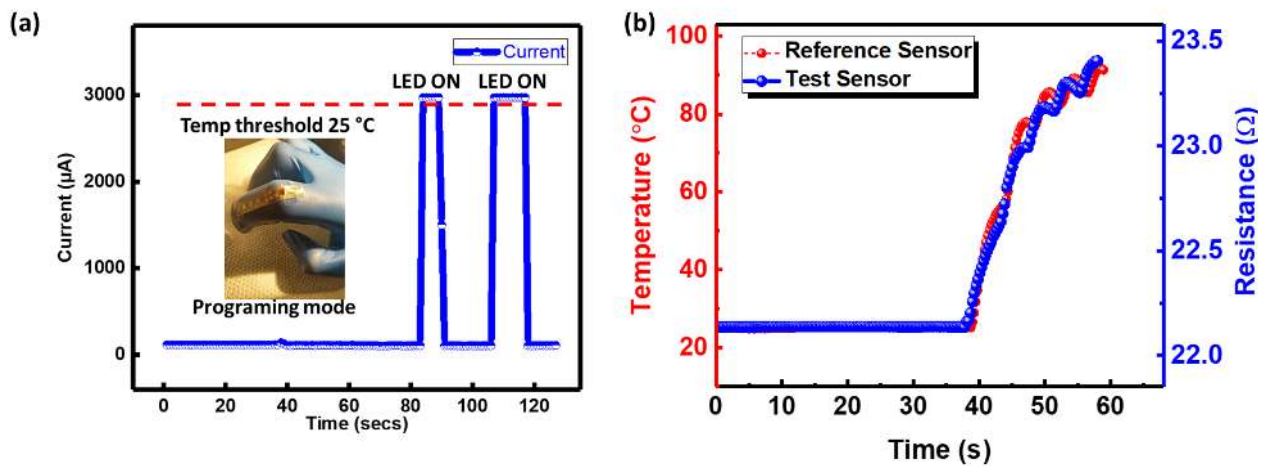 (a)
Current
LED ON LED ON
Temp threshold 25 °C
Programing mode
Current (µA)
3000
2000
1000
0
0 20 40 60 80 100 120
Time (secs)
(b)
Reference Sensor
Test Sensor
Temperature (°C)
100
80
60
40
20
Resistance (Ω)
23.5
23.0
22.5
22.0
0 10 20 30 40 50 60
Time (s)